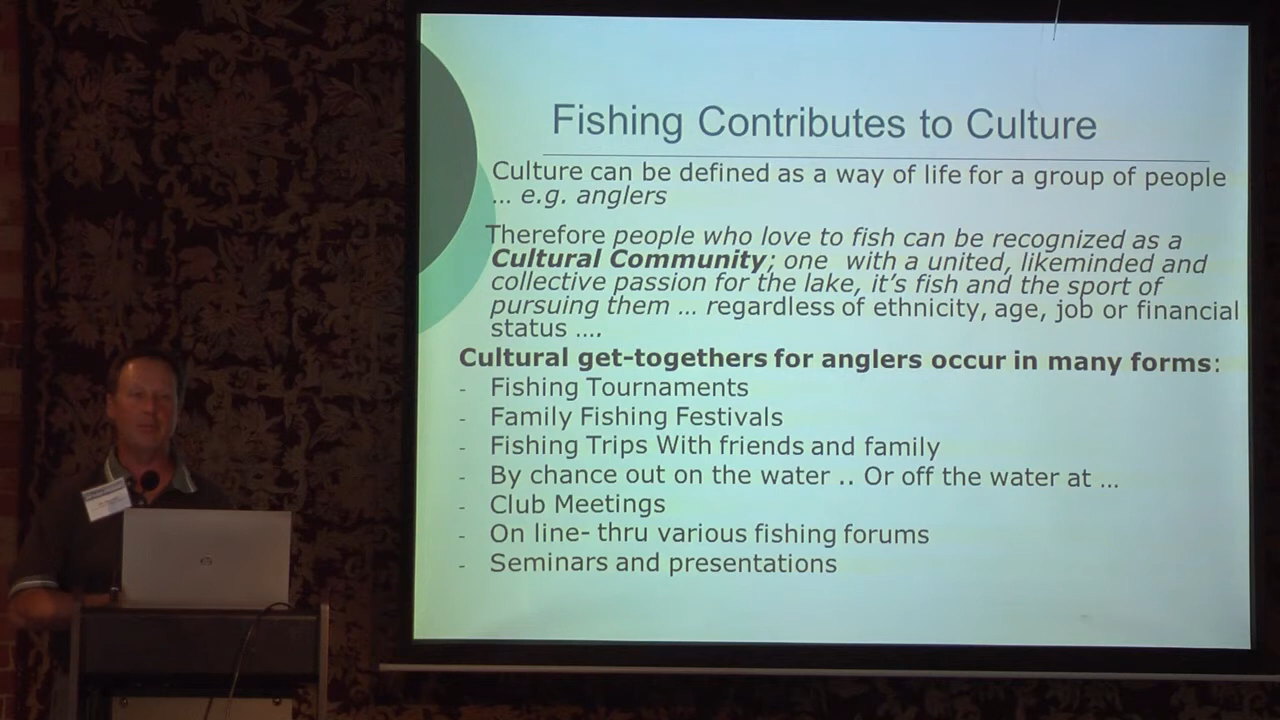 Fishing Contributes to Culture
Culture can be defined as a way of life for a group of people
... e.g. anglers
Therefore people who love to fish can be recognized as a
Cultural Community; one with a united, likeminded and
collective passion for the lake, it's fish and the sport of
pursuing them ... regardless of ethnicity, age, job or financial
status ....
Cultural get-togethers for anglers occur in many forms:
- Fishing Tournaments
- Family Fishing Festivals
- Fishing Trips With friends and family
- By chance out on the water .. Or off the water at ...
- Club Meetings
- On line- thru various fishing forums
- Seminars and presentations